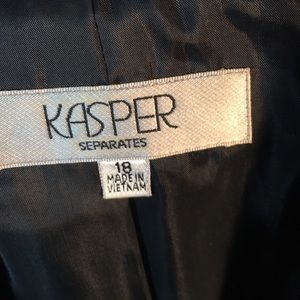 KASPER
SEPARATES
18
MADE IN
VIETNAM